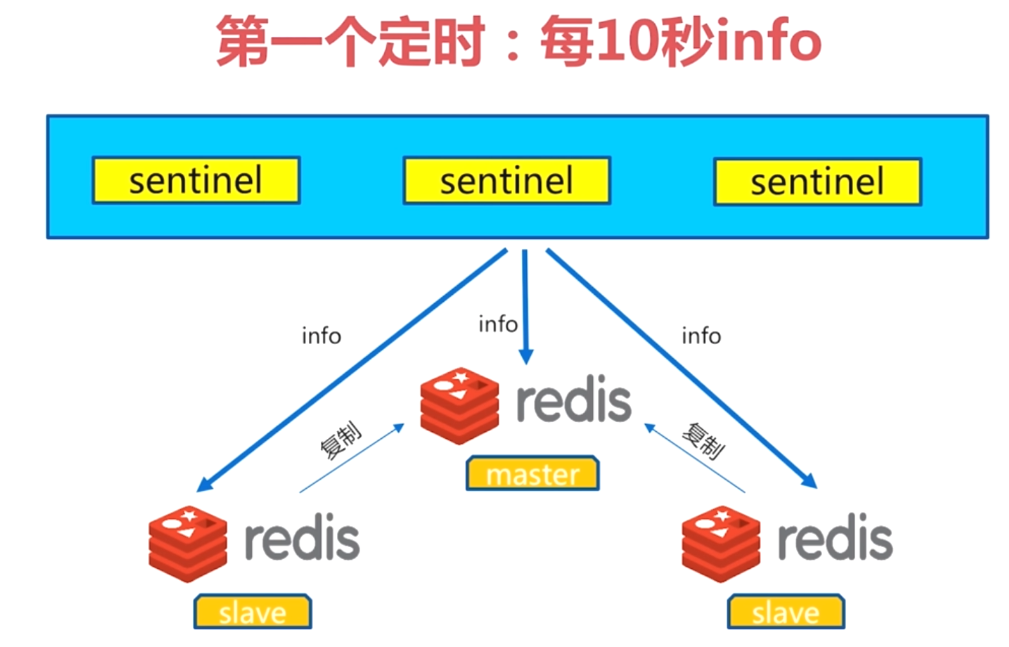 第一个定时：每10秒info
sentinel
sentinel
sentinel
info
info
info
redis
复制
复制
master
redis
redis
slave
slave